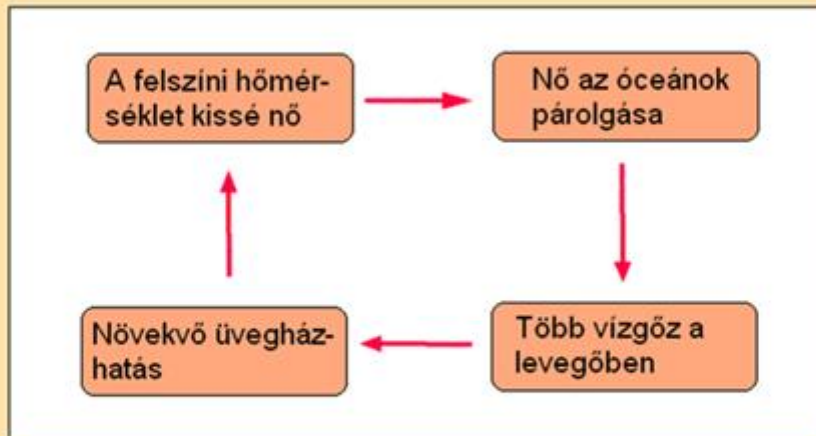 A felszíni hőmér-
séklet kissé nő
Nő az óceánok
párolgása
Több vízgőz a
levegőben
Növekvő üvegház-
hatás